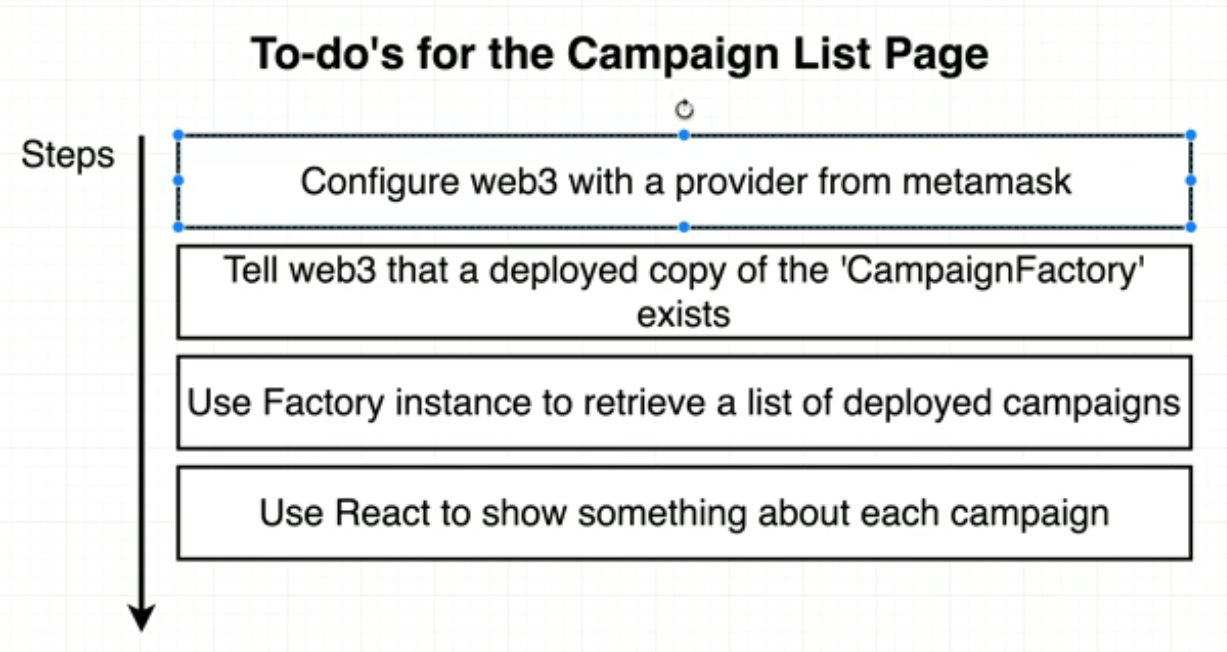 To-do's for the Campaign List Page
Steps
Configure web3 with a provider from metamask
Tell web3 that a deployed copy of the 'CampaignFactory'
exists
Use Factory instance to retrieve a list of deployed campaigns
Use React to show something about each campaign